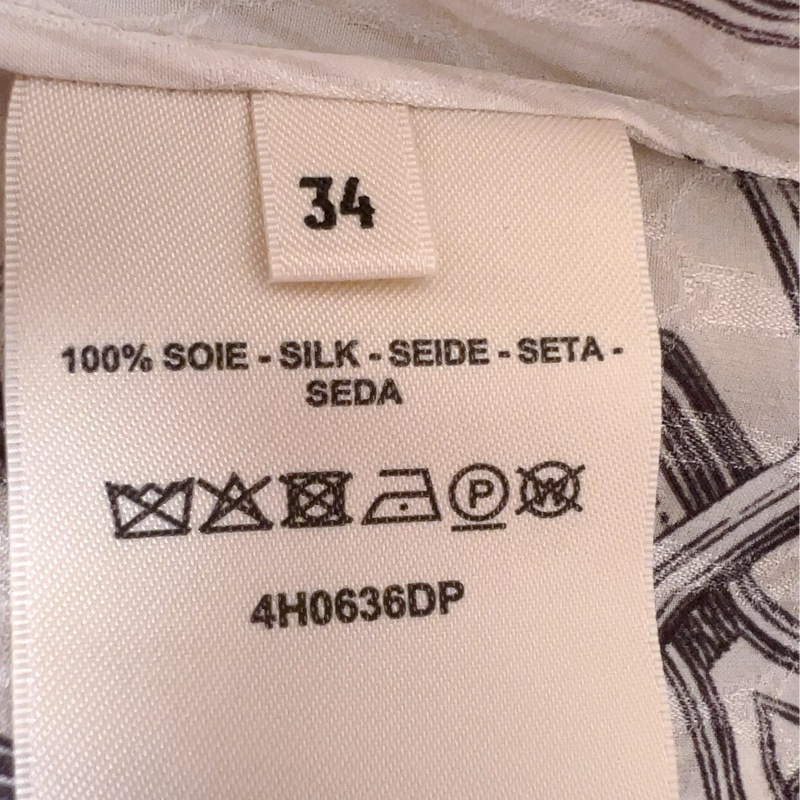 34
100% SOIE - SILK - SEIDE - SETA -
SEDA
P W
4H0636DP